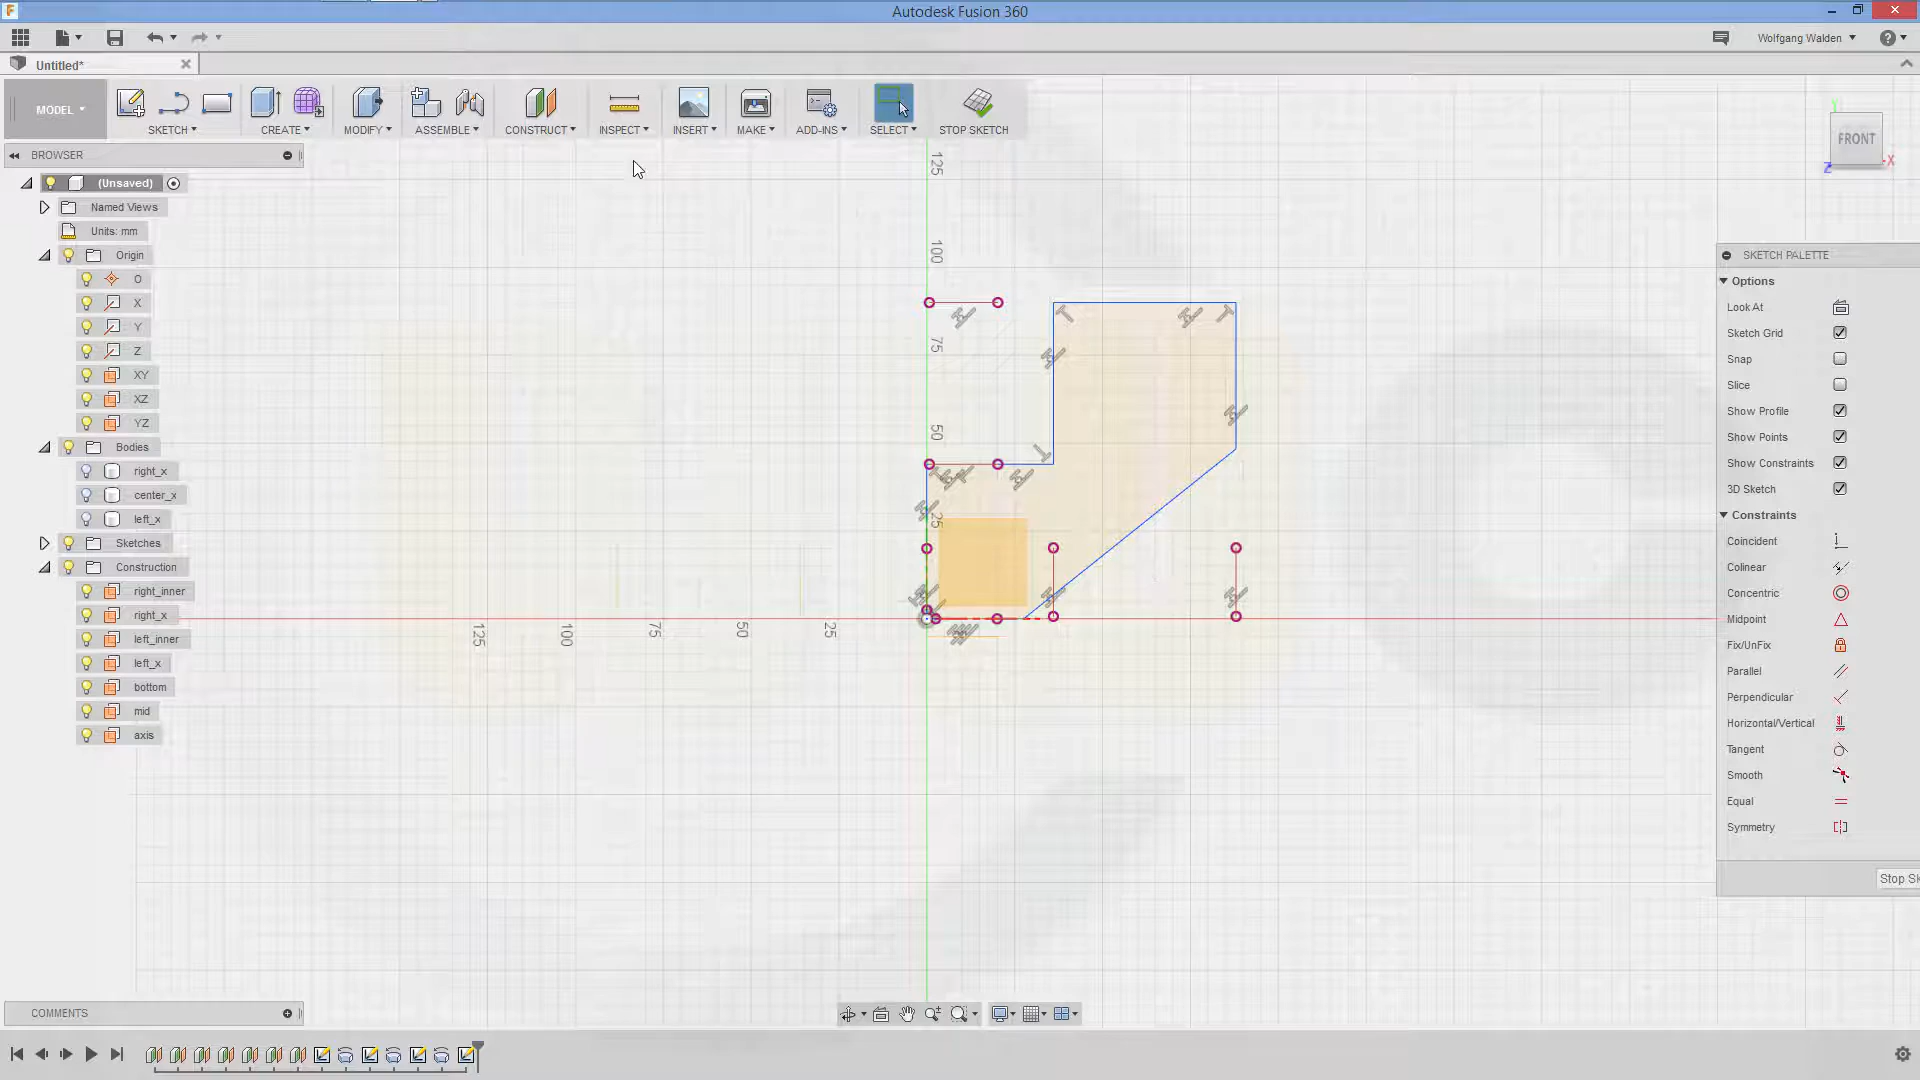 Autodesk Fusion 360
Wolfgang Walden
Untitled*
MODEL
SKETCH
CREATE
MODIFY
ASSEMBLE
CONSTRUCT
INSPECT
INSERT
MAKE
ADD-INS
SELECT
STOP SKETCH
BROWSER
(Unsaved)
Named Views
Units: mm
Origin
O
X
Y
Z
XY
XZ
YZ
Bodies
right_x
center_x
left_x
Sketches
Construction
right_inner
right_x
left_inner
left_x
bottom
mid
axis
125
100
75
50
25
125
100
75
50
25
Y
FRONT
X
Z
SKETCH PALETTE
Options
Look At
Sketch Grid
Snap
Slice
Show Profile
Show Points
Show Constraints
3D Sketch
Constraints
Coincident
Colinear
Concentric
Midpoint
Fix/UnFix
Parallel
Perpendicular
Horizontal/Vertical
Tangent
Smooth
Equal
Symmetry
Stop Sk
COMMENTS